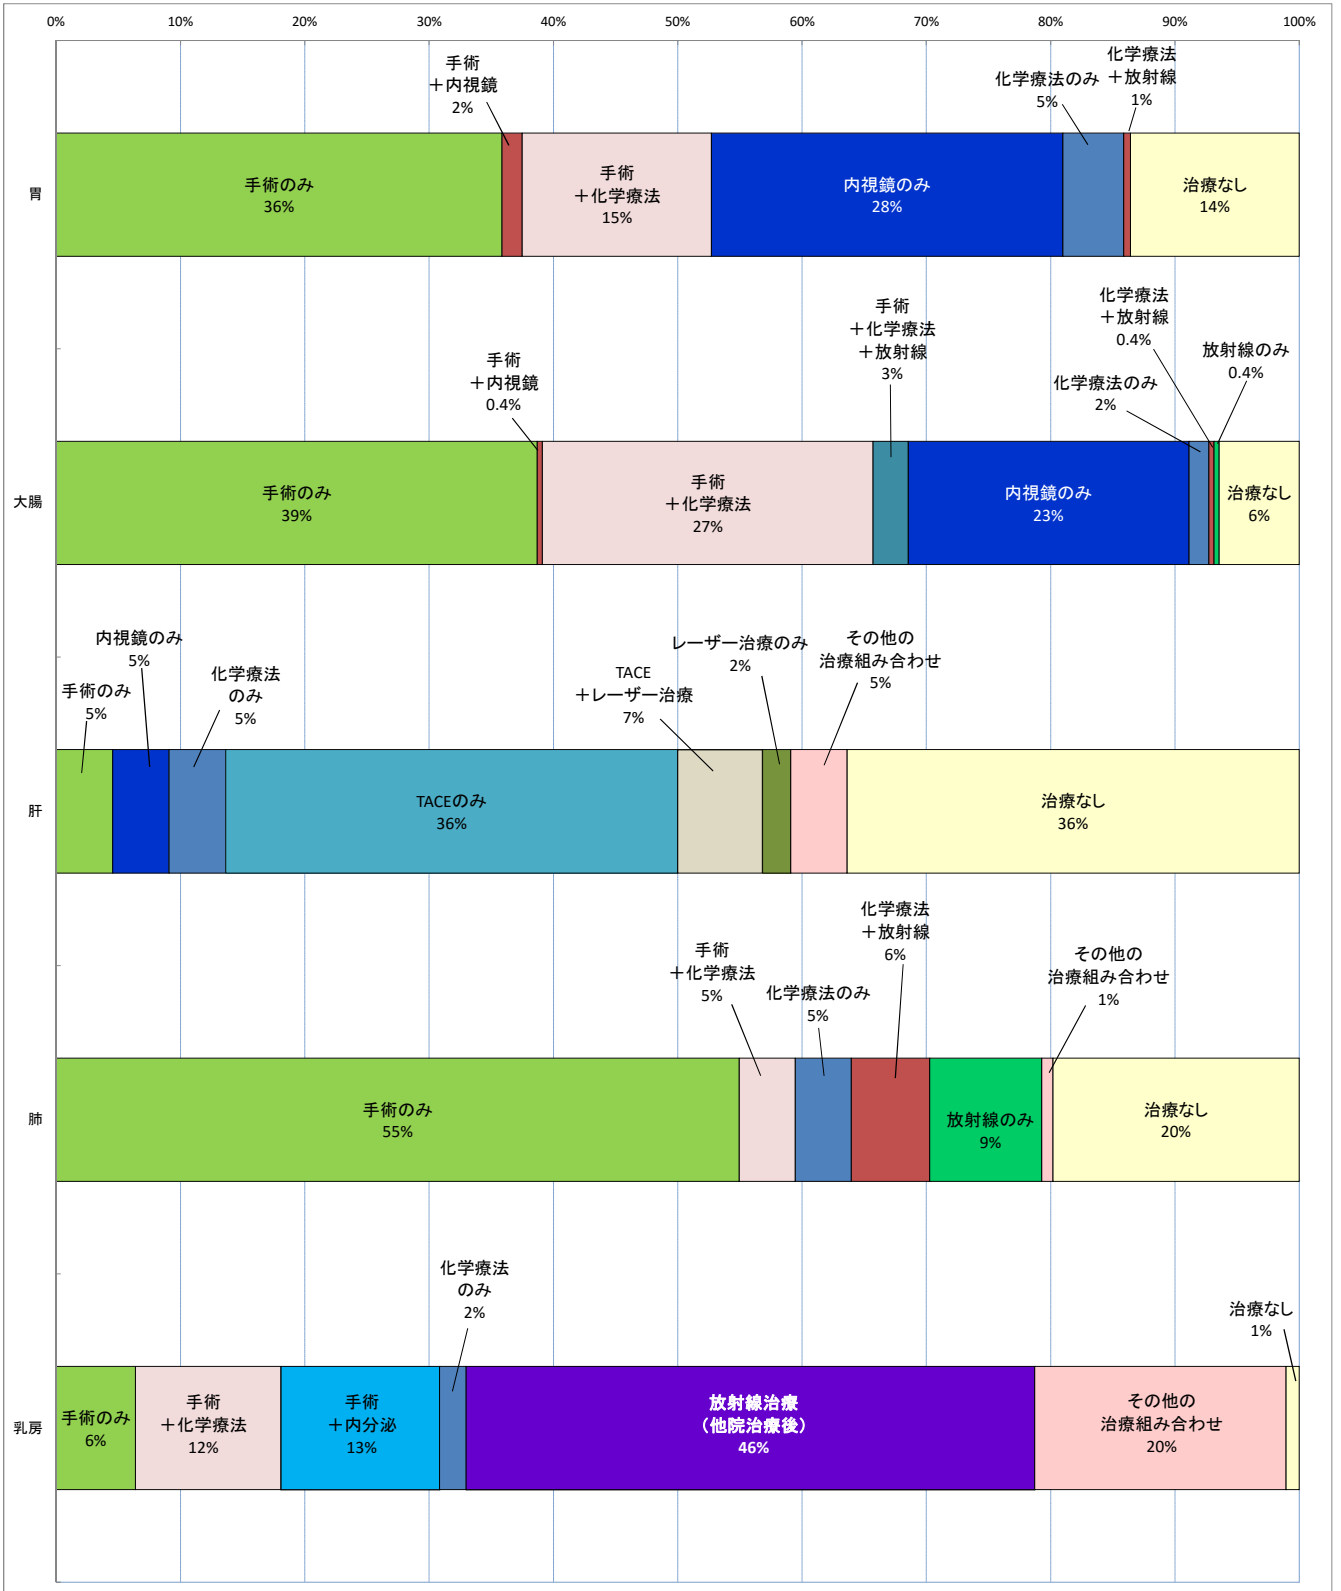 0% 10% 20% 30% 40% 50% 60% 70% 80% 90% 100%
胃
手術のみ
36%
手術
＋内視鏡
2%
手術
＋化学療法
15%
内視鏡のみ
28%
化学療法のみ
5%
化学療法
＋放射線
1%
治療なし
14%
大腸
手術のみ
39%
手術
＋内視鏡
0.4%
手術
＋化学療法
27%
手術
＋化学療法
＋放射線
3%
内視鏡のみ
23%
化学療法のみ
2%
化学療法
＋放射線
0.4%
放射線のみ
0.4%
治療なし
6%
肝
手術のみ
5%
内視鏡のみ
5%
化学療法
のみ
5%
TACEのみ
36%
TACE
＋レーザー治療
7%
レーザー治療のみ
2%
その他の
治療組み合わせ
5%
治療なし
36%
肺
手術のみ
55%
手術
＋化学療法
5%
化学療法のみ
5%
化学療法
＋放射線
6%
放射線のみ
9%
その他の
治療組み合わせ
1%
治療なし
20%
乳房
手術のみ
6%
手術
＋化学療法
12%
手術
＋内分泌
13%
化学療法
のみ
2%
放射線治療
（他院治療後）
46%
その他の
治療組み合わせ
20%
治療なし
1%